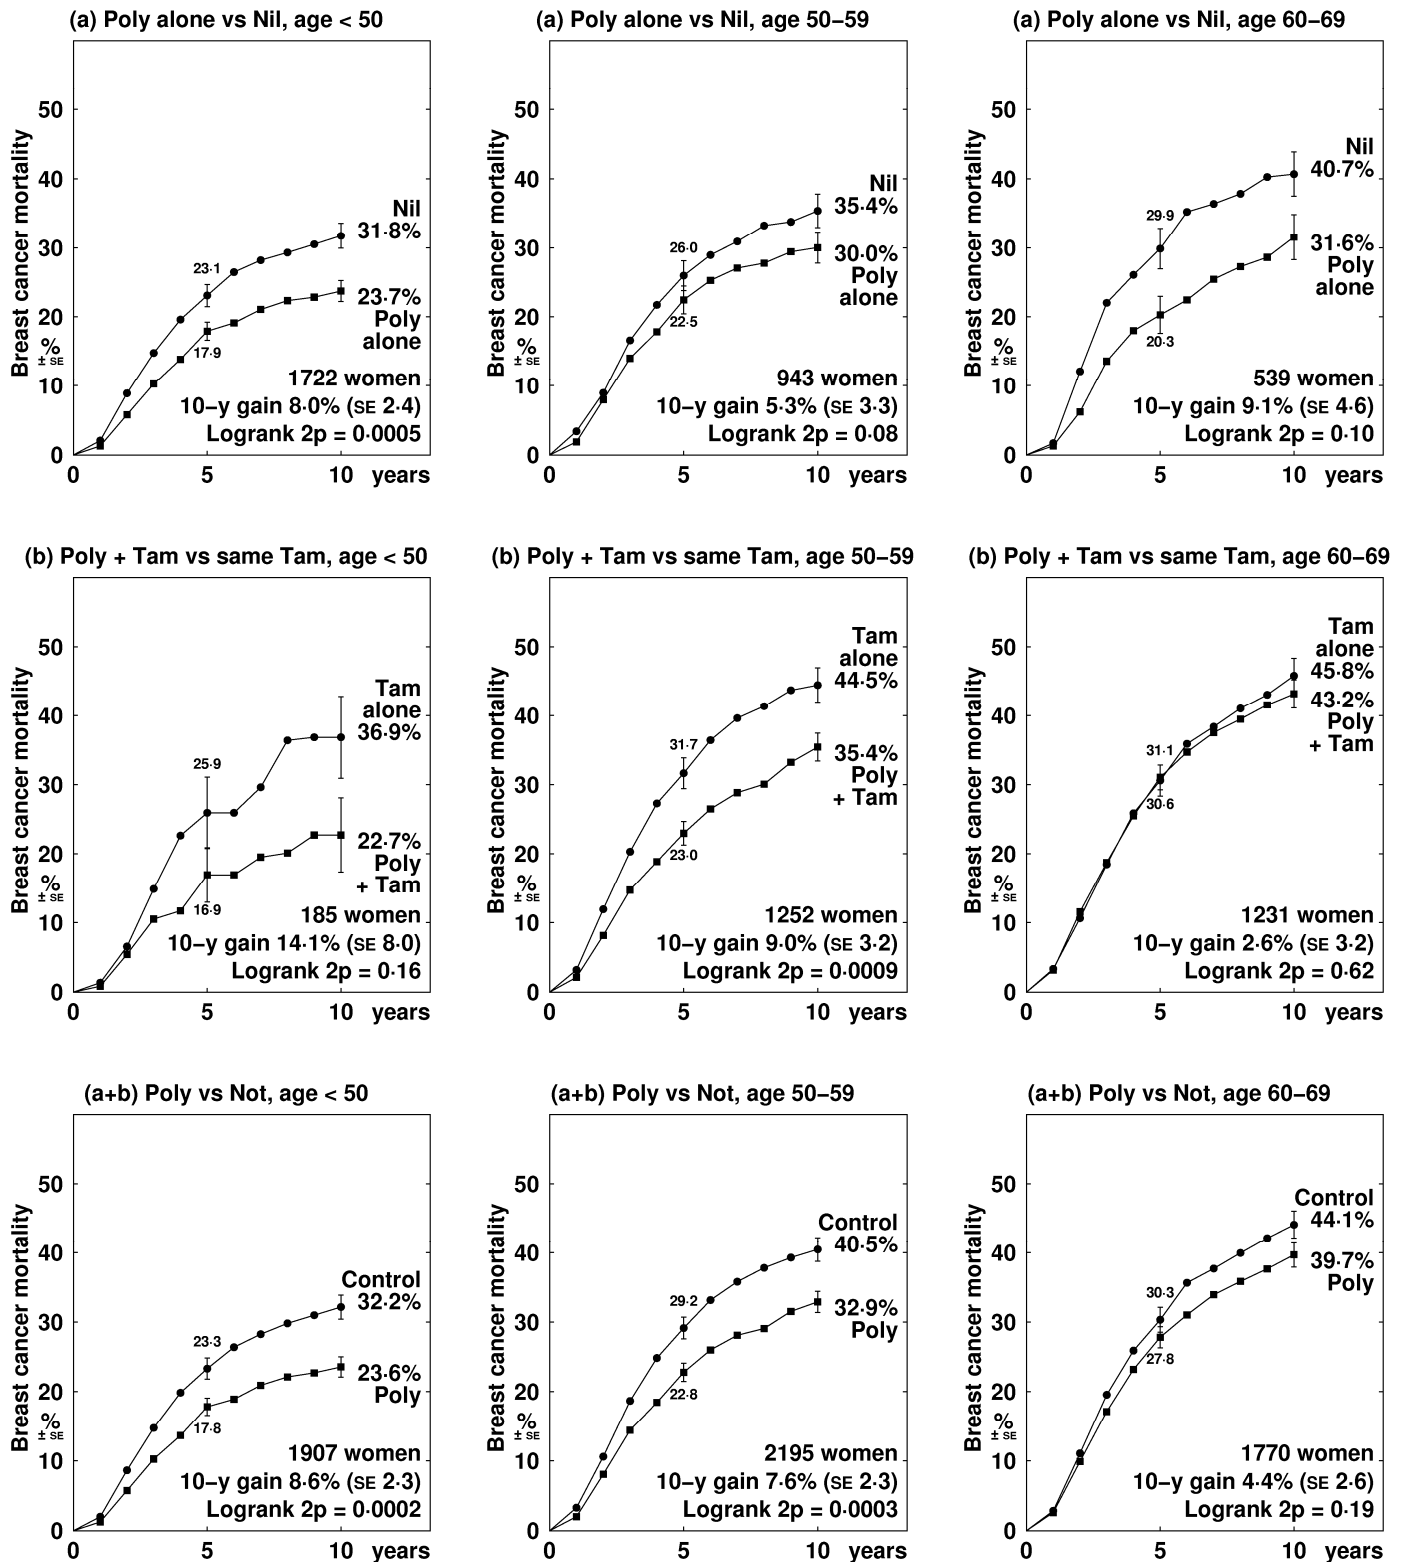 (a) Poly alone vs Nil, age < 50
Breast cancer mortality
%
± SE
50
40
30
20
10
0
Nil
31·8%
23·1
23·7%
Poly
alone
17·9
1722 women
10−y gain 8·0% (SE 2·4)
Logrank 2p = 0·0005
0 5 10 years
(a) Poly alone vs Nil, age 50−59
Breast cancer mortality
%
± SE
50
40
30
20
10
0
Nil
35·4%
26·0
30·0%
Poly
alone
22·5
943 women
10−y gain 5·3% (SE 3·3)
Logrank 2p = 0·08
0 5 10 years
(a) Poly alone vs Nil, age 60−69
Breast cancer mortality
%
± SE
50
40
30
20
10
0
Nil
40·7%
29·9
31·6%
Poly
alone
20·3
539 women
10−y gain 9·1% (SE 4·6)
Logrank 2p = 0·10
0 5 10 years
(b) Poly + Tam vs same Tam, age < 50
Breast cancer mortality
%
± SE
50
40
30
20
10
0
Tam
alone
36·9%
25·9
22·7%
Poly
+ Tam
16·9
185 women
10−y gain 14·1% (SE 8·0)
Logrank 2p = 0·16
0 5 10 years
(b) Poly + Tam vs same Tam, age 50−59
Breast cancer mortality
%
± SE
50
40
30
20
10
0
Tam
alone
44·5%
31·7
35·4%
Poly
+ Tam
23·0
1252 women
10−y gain 9·0% (SE 3·2)
Logrank 2p = 0·0009
0 5 10 years
(b) Poly + Tam vs same Tam, age 60−69
Breast cancer mortality
%
± SE
50
40
30
20
10
0
Tam
alone
45·8%
43·2%
Poly
+ Tam
31·1
30·6
1231 women
10−y gain 2·6% (SE 3·2)
Logrank 2p = 0·62
0 5 10 years
(a+b) Poly vs Not, age < 50
Breast cancer mortality
%
± SE
50
40
30
20
10
0
Control
32·2%
23·3
23·6%
Poly
17·8
1907 women
10−y gain 8·6% (SE 2·3)
Logrank 2p = 0·0002
0 5 10 years
(a+b) Poly vs Not, age 50−59
Breast cancer mortality
%
± SE
50
40
30
20
10
0
Control
40·5%
29·2
32·9%
Poly
22·8
2195 women
10−y gain 7·6% (SE 2·3)
Logrank 2p = 0·0003
0 5 10 years
(a+b) Poly vs Not, age 60−69
Breast cancer mortality
%
± SE
50
40
30
20
10
0
Control
44·1%
39·7%
Poly
30·3
27·8
1770 women
10−y gain 4·4% (SE 2·6)
Logrank 2p = 0·19
0 5 10 years